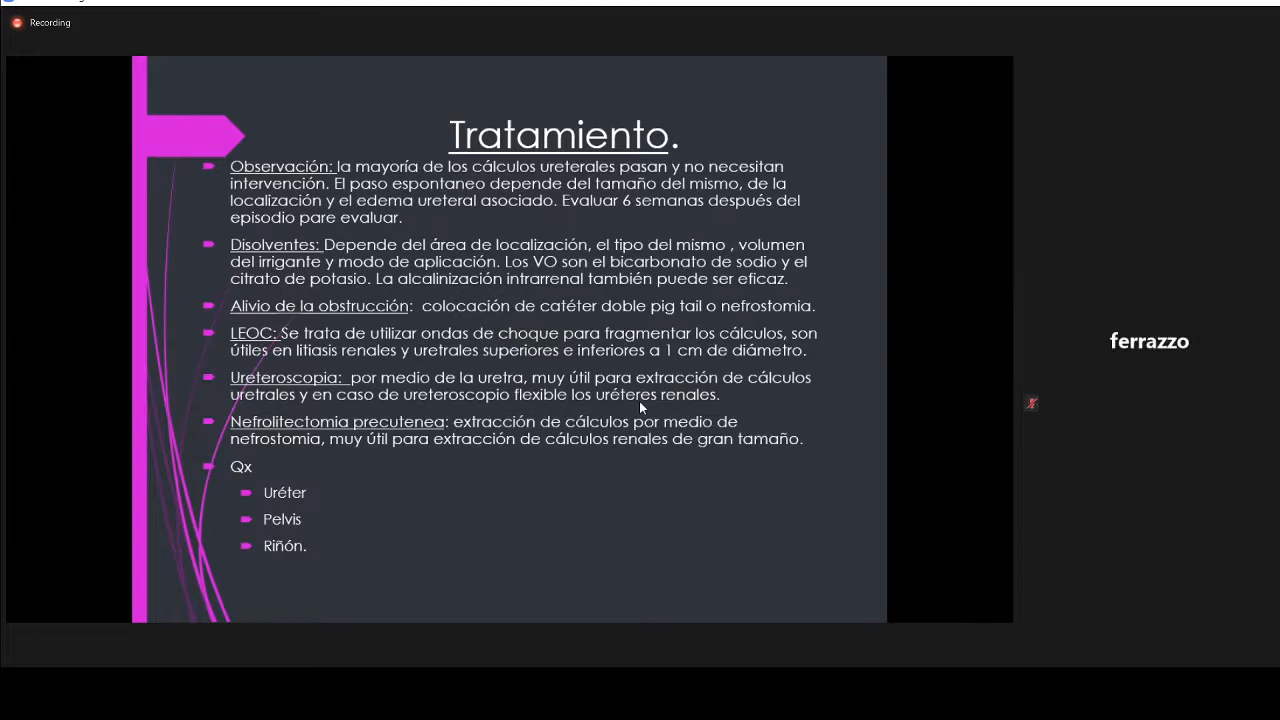 Recording
Tratamiento.
Observación: la mayoría de los cálculos ureterales pasan y no necesitan
intervención. El paso espontaneo depende del tamaño del mismo, de la
localización y el edema ureteral asociado. Evaluar 6 semanas después del
episodio pare evaluar.
Disolventes: Depende del área de localización, el tipo del mismo , volumen
del irrigante y modo de aplicación. Los VO son el bicarbonato de sodio y el
citrato de potasio. La alcalinización intrarrenal también puede ser eficaz.
Alivio de la obstrucción: colocación de catéter doble pig tail o nefrostomia.
LEOC: Se trata de utilizar ondas de choque para fragmentar los cálculos, son
útiles en litiasis renales y uretrales superiores e inferiores a 1 cm de diámetro.
Ureteroscopia: por medio de la uretra, muy útil para extracción de cálculos
uretrales y en caso de ureteroscopio flexible los uréteres renales.
Nefrolitectomia precutenea: extracción de cálculos por medio de
nefrostomia, muy útil para extracción de cálculos renales de gran tamaño.
Qx
Uréter
Pelvis
Riñón.
ferrazzo